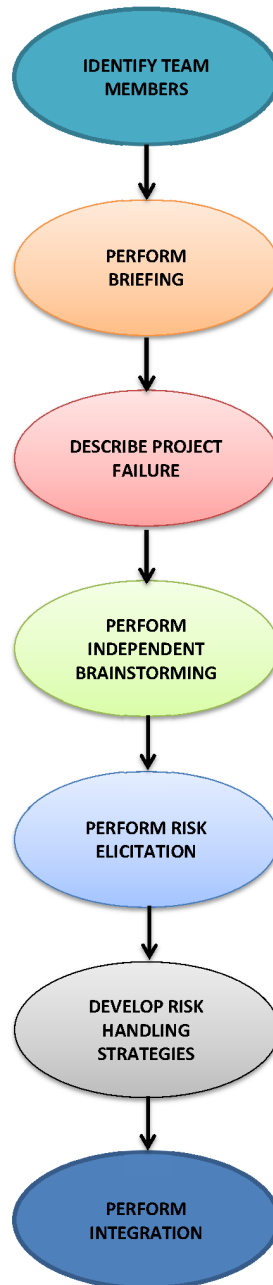 IDENTIFY TEAM
MEMBERS
PERFORM
BRIEFING
DESCRIBE PROJECT
FAILURE
PERFORM
INDEPENDENT
BRAINSTORMING
PERFORM RISK
ELICITATION
DEVELOP RISK
HANDLING
STRATEGIES
PERFORM
INTEGRATION